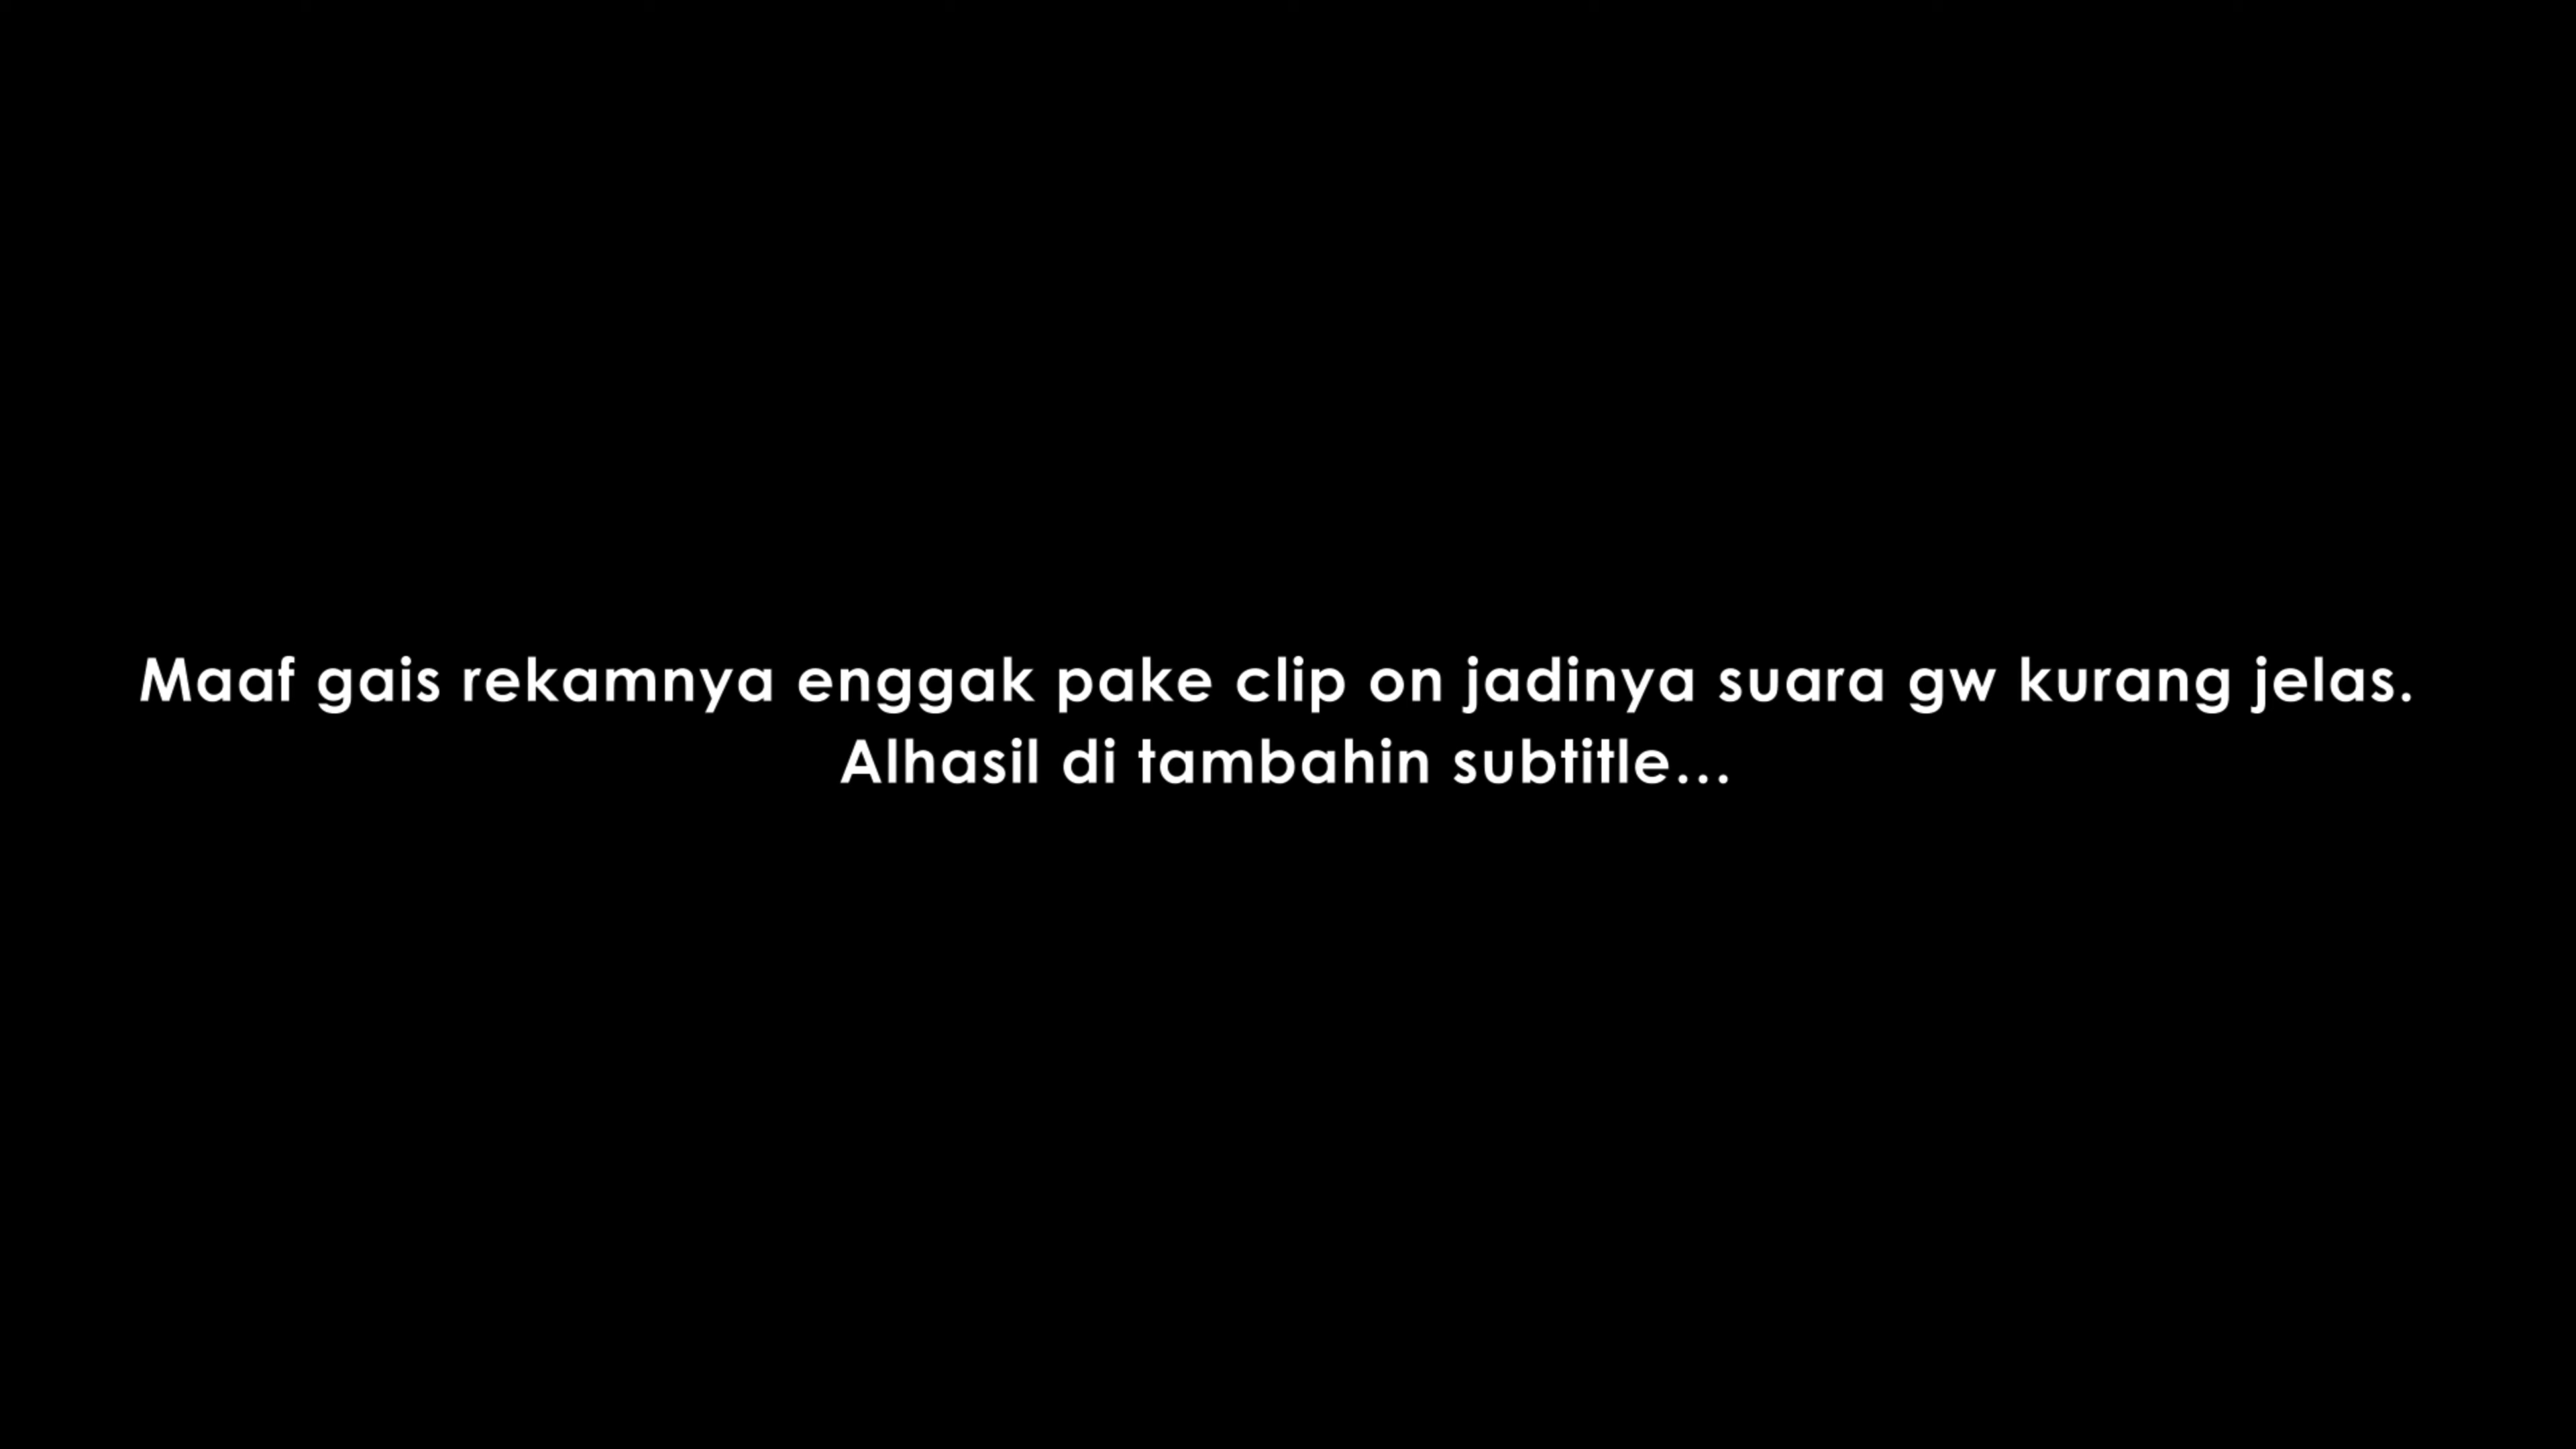 Maaf gais rekamnya enggak pake clip on jadinya suara gw kurang jelas.
Alhasil di tambahin subtitle...